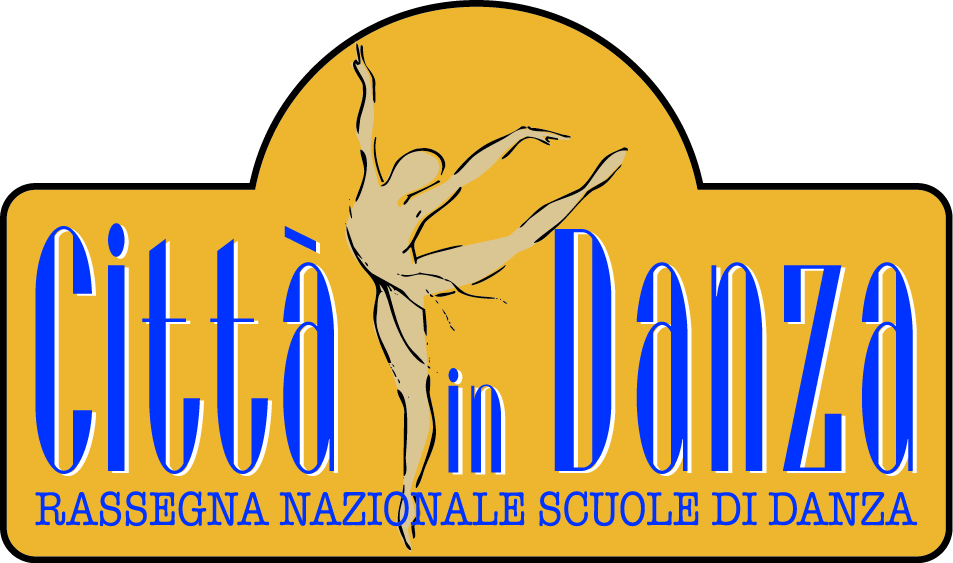 Città in Danza
RASSEGNA NAZIONALE SCUOLE DI DANZA